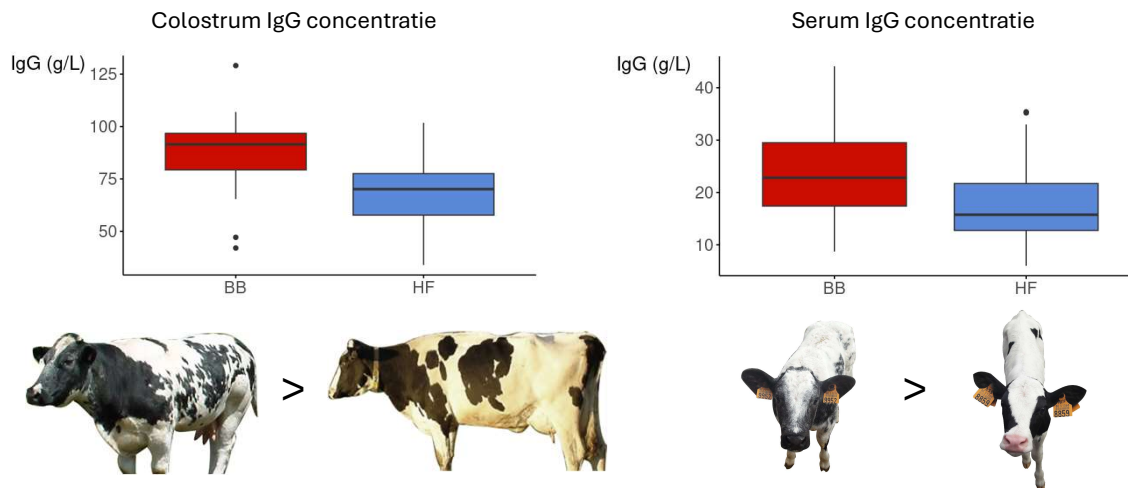 Colostrum IgG concentratie
IgG (g/L)
125
100
75
50
BB
HF
>
Serum IgG concentratie
IgG (g/L)
40
30
20
10
BB
HF
>
8859